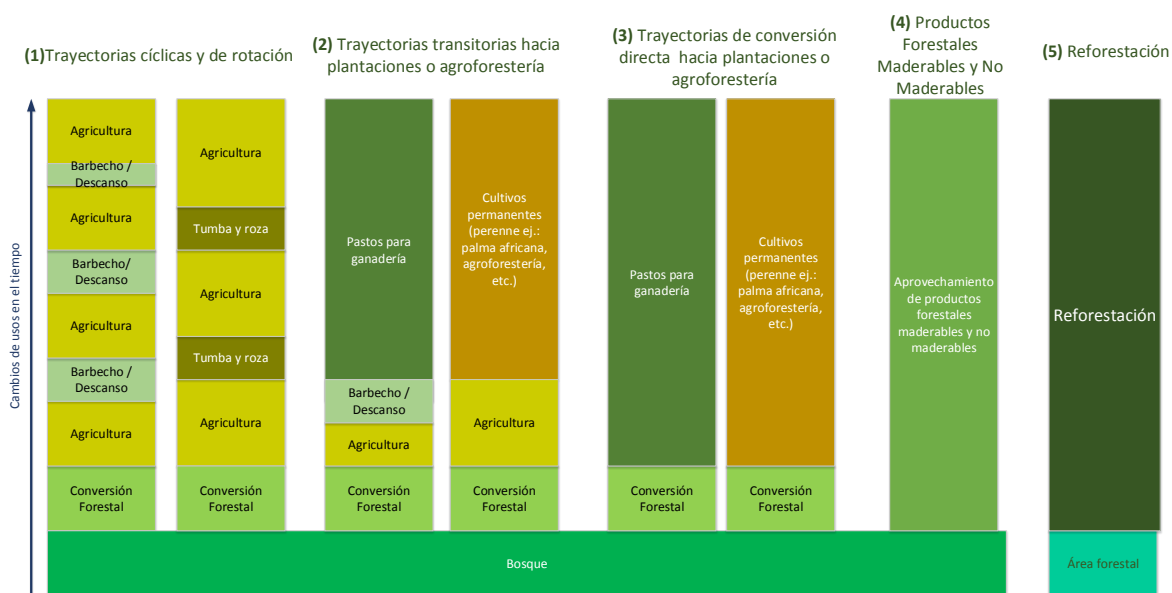 (1)Trayectorias cíclicas y de rotación
(2) Trayectorias transitorias hacia
plantaciones o agroforestería
(3) Trayectorias de conversión
directa hacia plantaciones o
agroforestería
(4) Productos
Forestales
Maderables y No
Maderables
(5) Reforestación
Cambios de usos en el tiempo
Agricultura
Barbecho /
Descanso
Agricultura
Barbecho/
Descanso
Agricultura
Barbecho /
Descanso
Agricultura
Conversión
Forestal
Agricultura
Tumba y roza
Agricultura
Tumba y roza
Agricultura
Conversión
Forestal
Pastos para
ganadería
Barbecho /
Descanso
Agricultura
Conversión
Forestal
Cultivos
permanentes
(perenne ej.:
palma africana,
agroforestería,
etc.)
Agricultura
Conversión
Forestal
Pastos para
ganadería
Conversión
Forestal
Cultivos
permanentes
(perenne ej.:
palma africana,
agroforestería,
etc.)
Conversión
Forestal
Aprovechamiento
de productos
forestales
maderables y no
maderables
Reforestación
Bosque
Área forestal